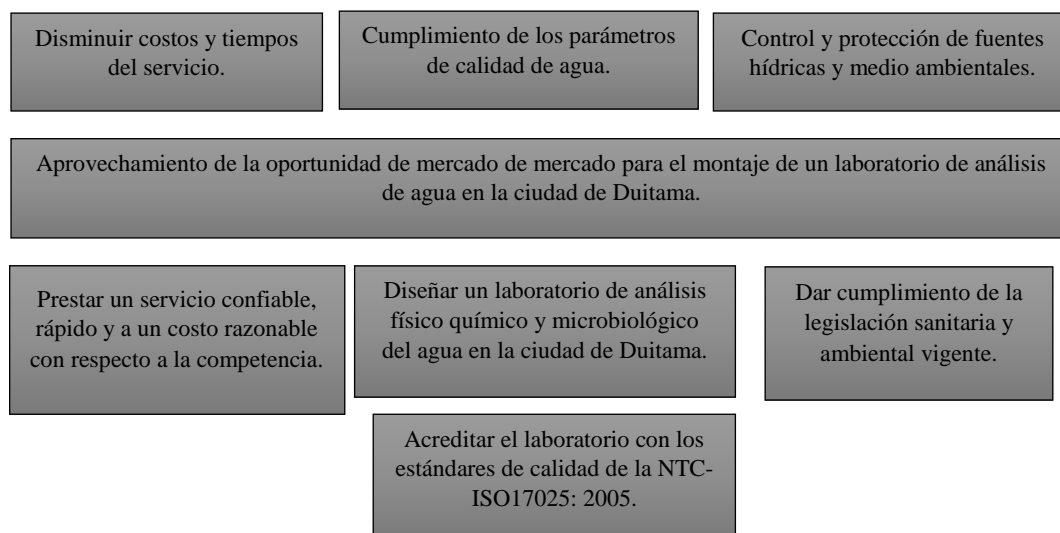 Disminuir costos y tiempos
del servicio.
Cumplimiento de los parámetros
de calidad de agua.
Control y protección de fuentes
hídricas y medio ambientales.
Aprovechamiento de la oportunidad de mercado de mercado para el montaje de un laboratorio de análisis
de agua en la ciudad de Duitama.
Prestar un servicio confiable,
rápido y a un costo razonable
con respecto a la competencia.
Diseñar un laboratorio de análisis
físico químico y microbiológico
del agua en la ciudad de Duitama.
Dar cumplimiento de la
legislación sanitaria y
ambiental vigente.
Acreditar el laboratorio con los
estándares de calidad de la NTC-
ISO17025: 2005.